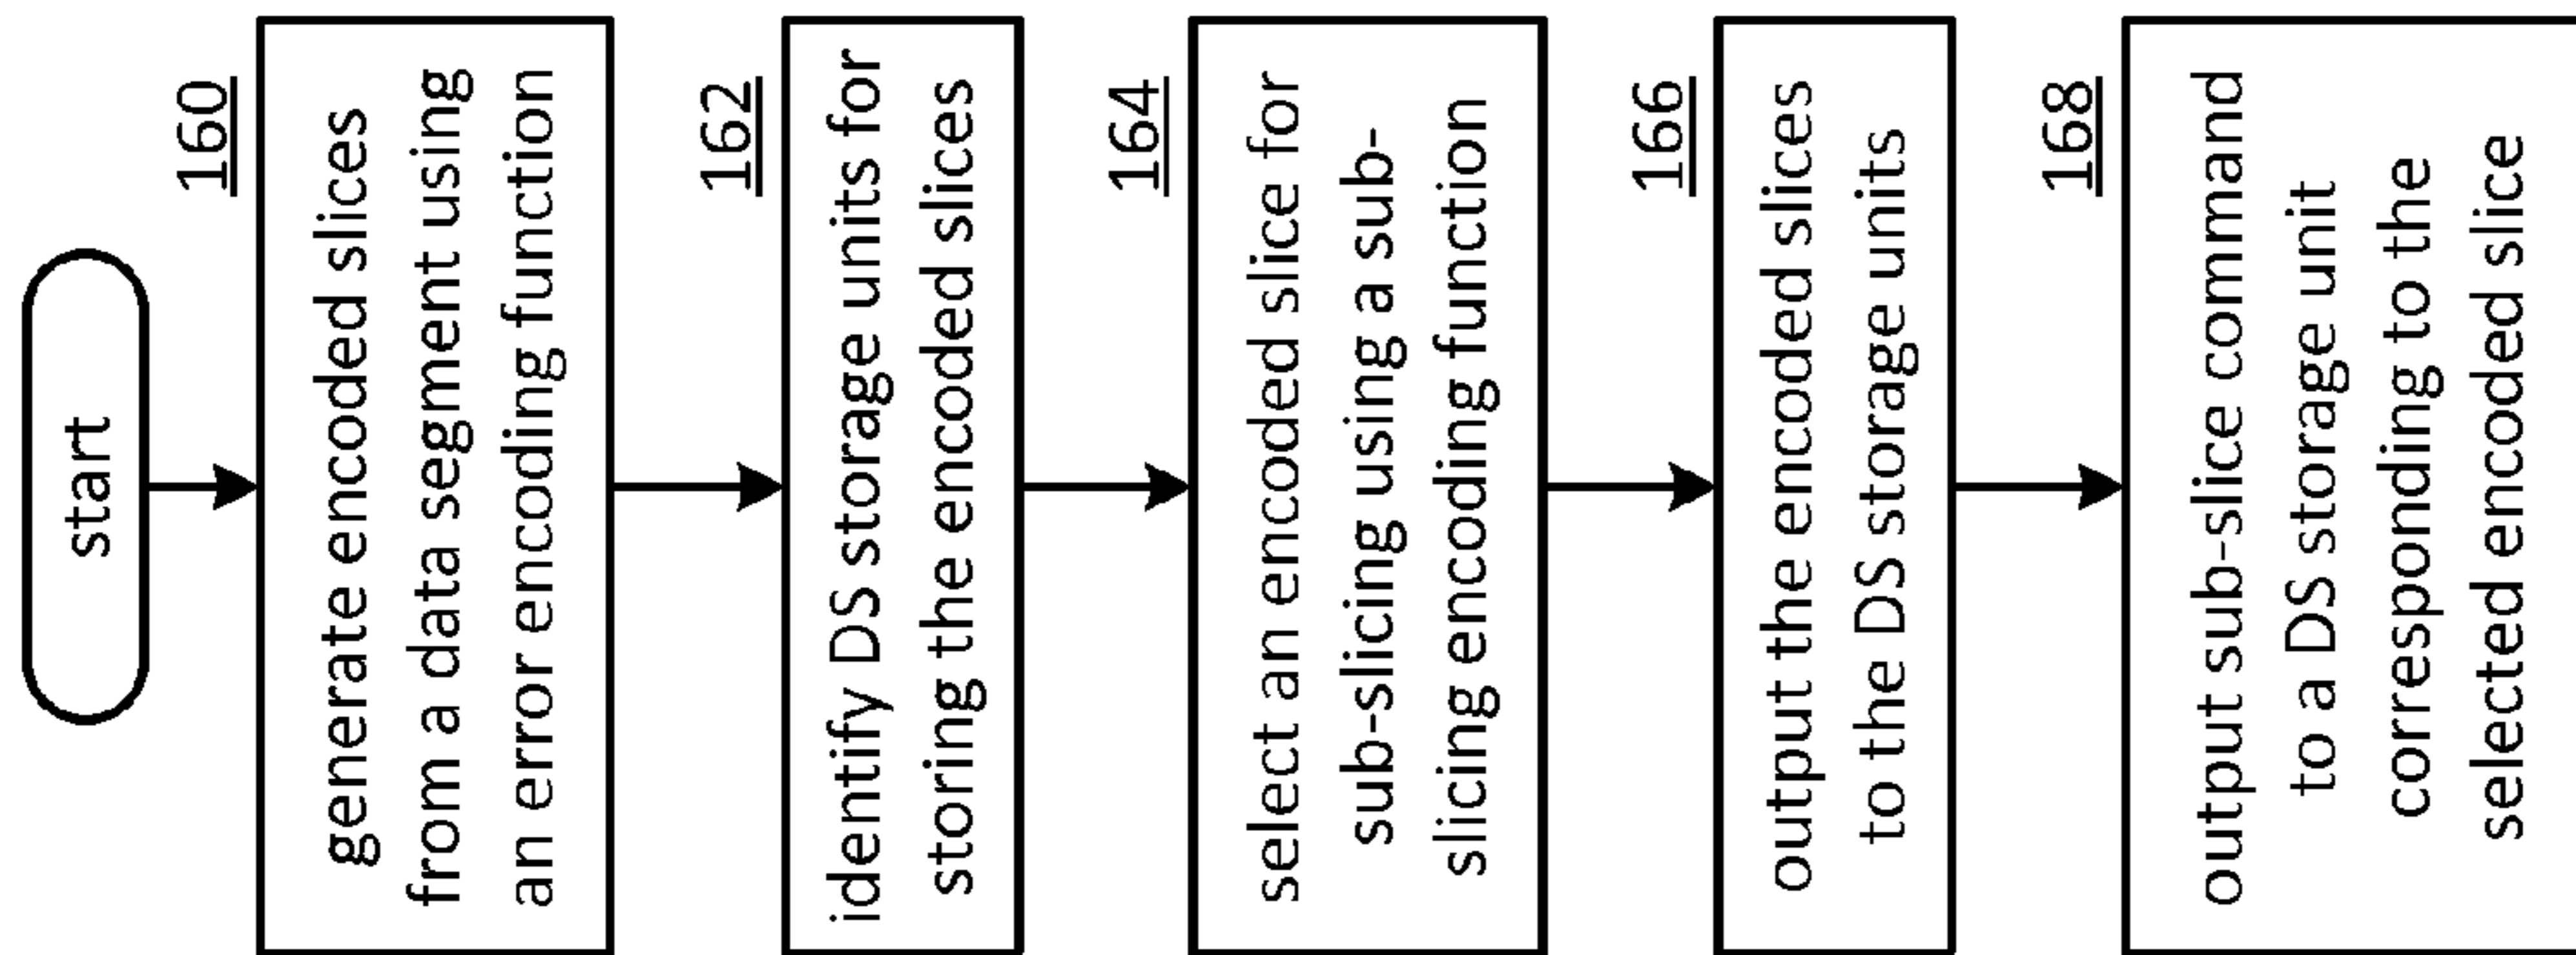 start
160
generate encoded slices
from a data segment using
an error encoding function
162
identify DS storage units for
storing the encoded slices
164
select an encoded slice for
sub-slicing using a sub-
slicing encoding function
166
output the encoded slices
to the DS storage units
168
output sub-slice command
to a DS storage unit
corresponding to the
selected encoded slice